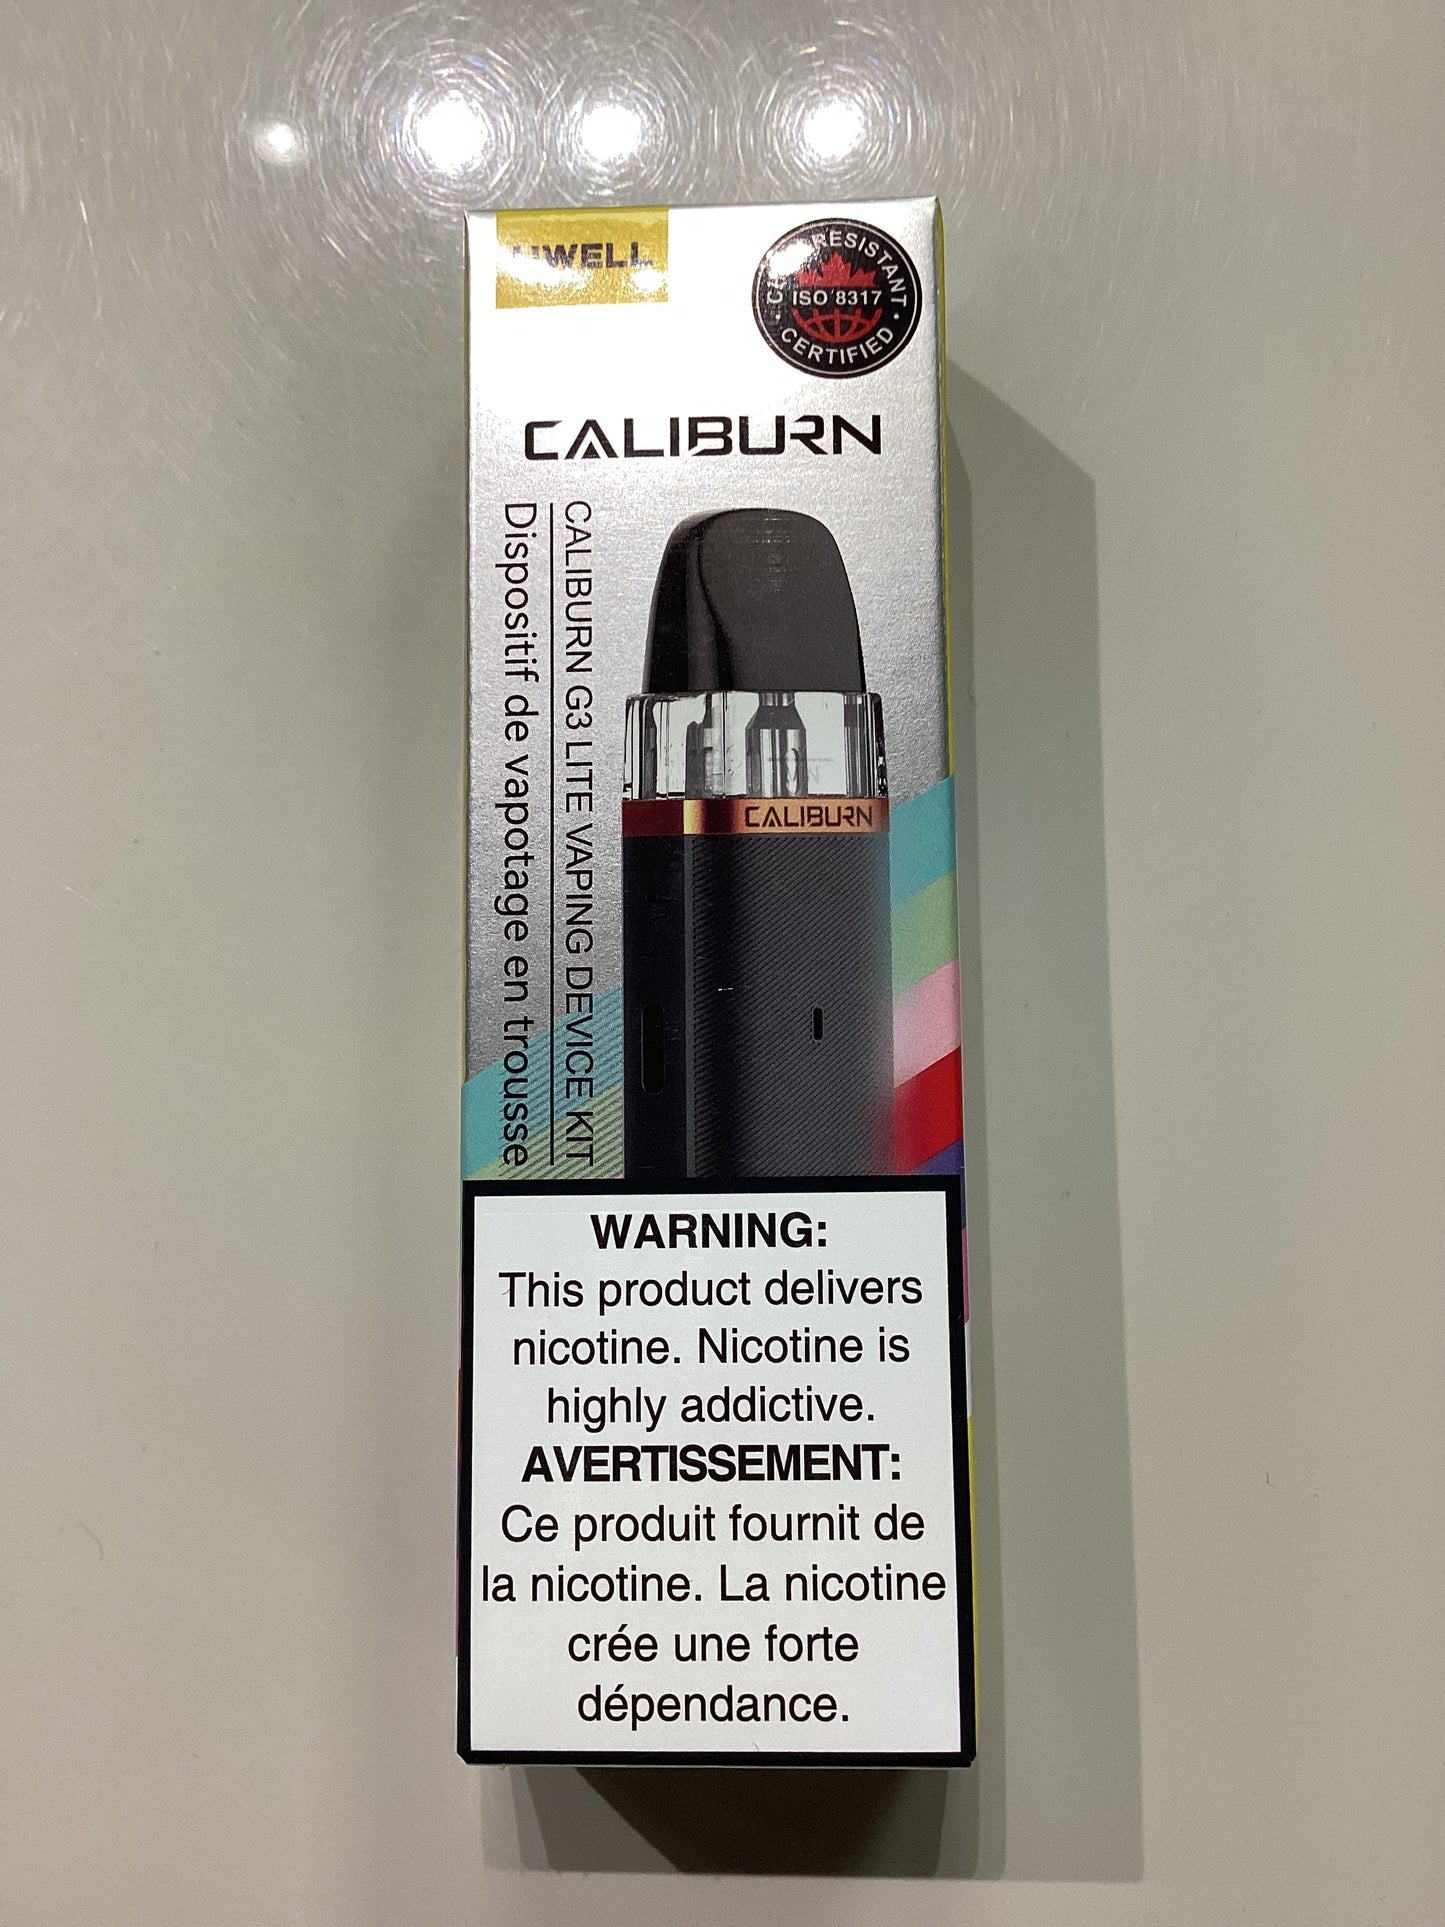 UWELL
CHILD RESISTANT
ISO 8317
CERTIFIED
CALIBURN
CALIBURN G3 LITE VAPING DEVICE KIT
Dispositif de vapotage en trousse
CALIBURN
WARNING:
This product delivers
nicotine. Nicotine is
highly addictive.
AVERTISSEMENT:
Ce produit fournit de
la nicotine. La nicotine
crée une forte
dépendance.